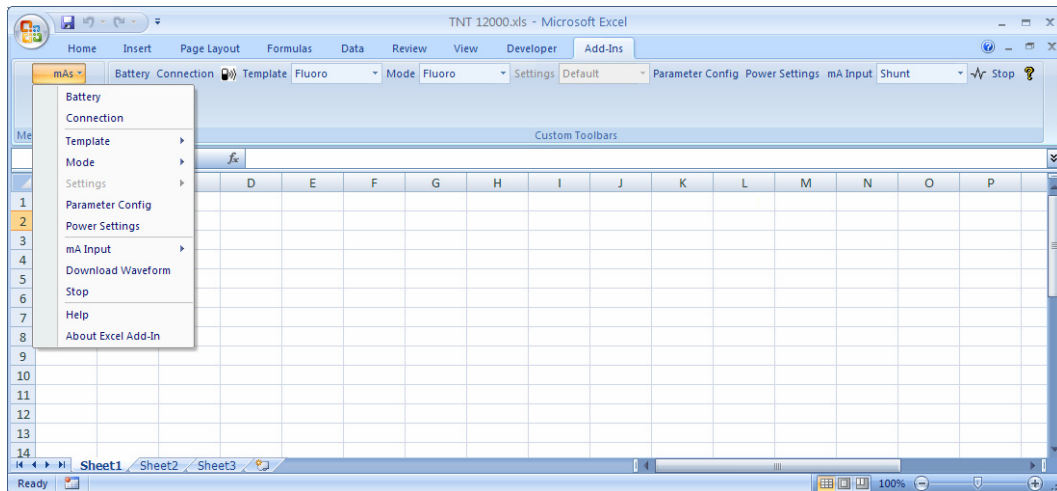 TNT 12000.xls - Microsoft Excel
Home Insert Page Layout Formulas Data Review View Developer Add-Ins
mAs Battery Connection Template Fluoro Mode Fluoro Settings Default Parameter Config Power Settings mA Input Shunt Stop
Battery
Connection
Template
Mode
Settings
Parameter Config
Power Settings
mA Input
Download Waveform
Stop
Help
About Excel Add-In
Me
Custom Toolbars
fx
D E F G H I J K L M N O P
1
2
3
4
5
6
7
8
9
10
11
12
13
14
Sheet1 Sheet2 Sheet3
Ready 100%